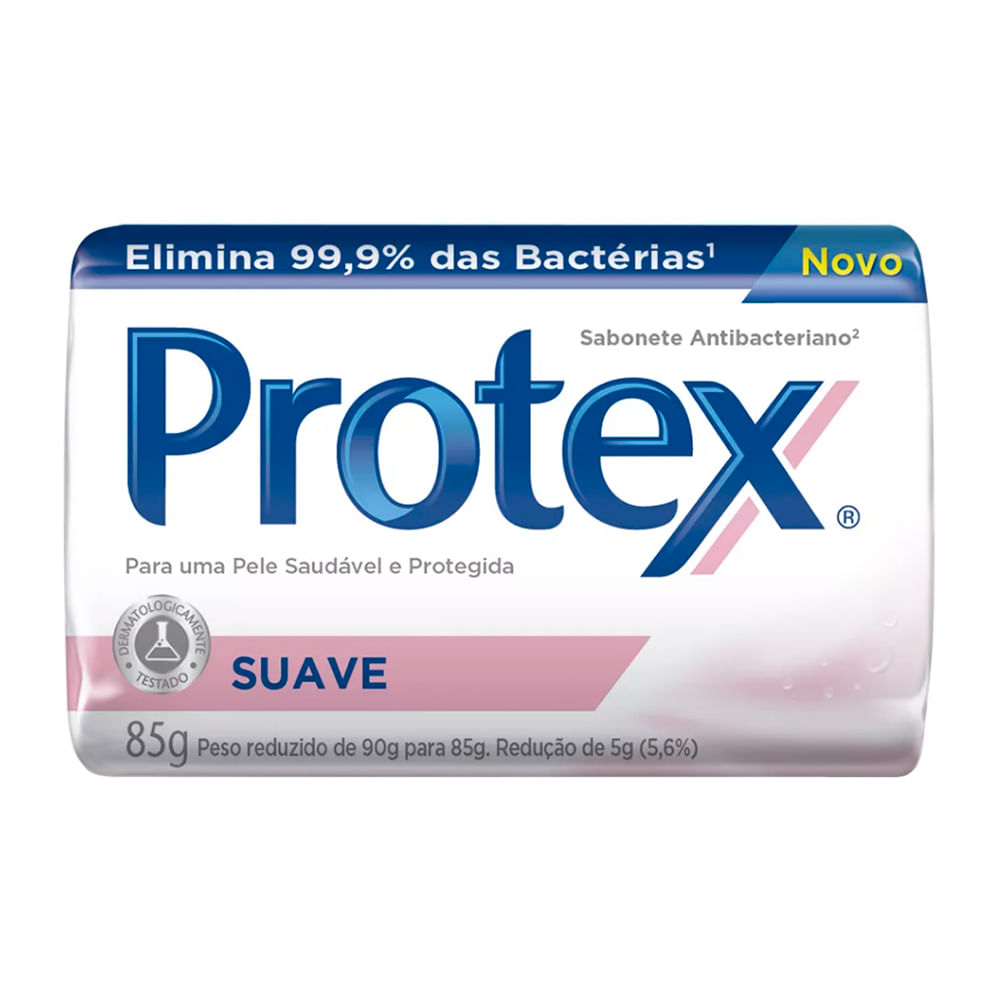 Elimina 99,9% das Bactérias¹
Novo
Sabonete Antibacteriano²
Protex®
Para uma Pele Saudável e Protegida
DERMATOLOGICAMENTE
TESTADO
SUAVE
85g Peso reduzido de 90g para 85g. Redução de 5g (5,6%)